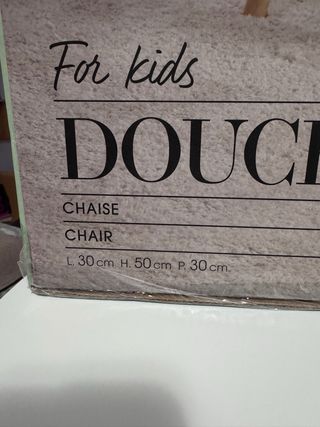 For kids
DOUC
CHAISE
CHAIR
L. 30 cm H. 50 cm P. 30 cm